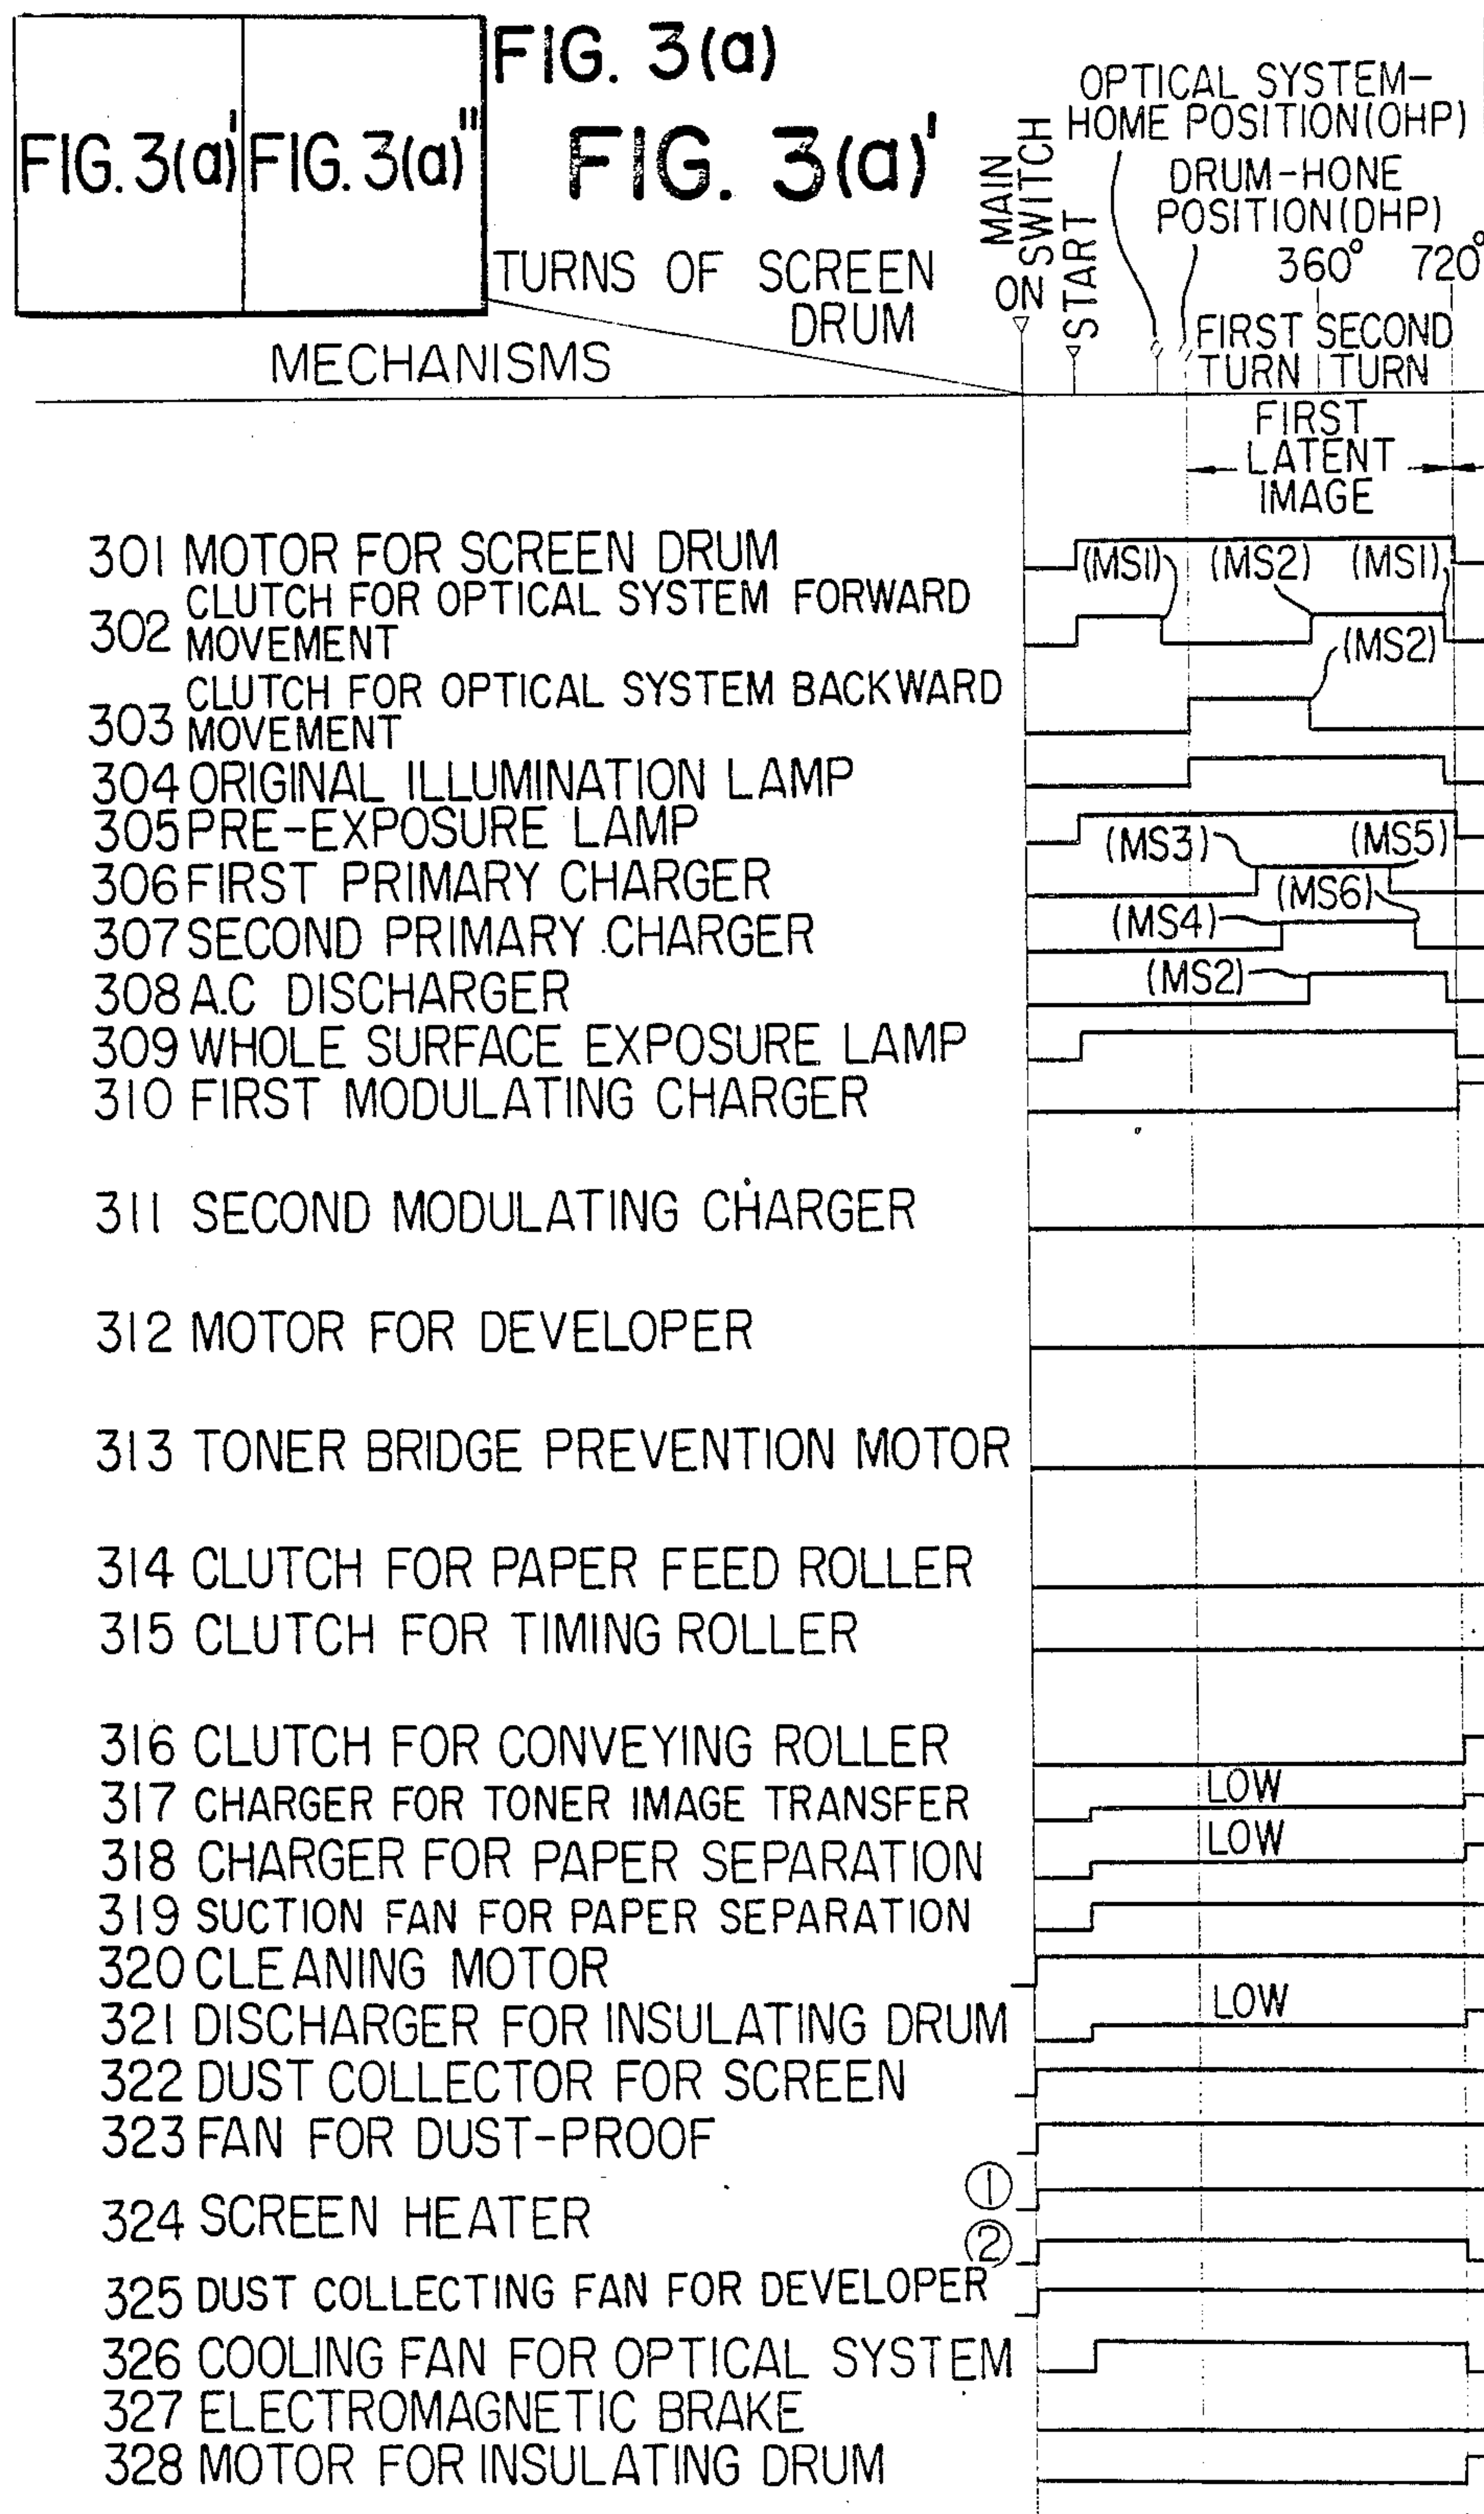 FIG. 3(a)
FIG. 3(a)' FIG. 3(a)"
FIG. 3(a)'
OPTICAL SYSTEM-
HOME POSITION(OHP)
DRUM-HONE
POSITION(DHP)
MAIN
SWITCH
ON
START
360° 720°
TURNS OF SCREEN
DRUM
MECHANISMS
FIRST SECOND
TURN TURN
FIRST
LATENT
IMAGE
301 MOTOR FOR SCREEN DRUM
(MS1) (MS2) (MS1)
302 CLUTCH FOR OPTICAL SYSTEM FORWARD
MOVEMENT
(MS2)
303 CLUTCH FOR OPTICAL SYSTEM BACKWARD
MOVEMENT
304 ORIGINAL ILLUMINATION LAMP
305 PRE-EXPOSURE LAMP
(MS3) (MS5)
306 FIRST PRIMARY CHARGER
(MS6)
307 SECOND PRIMARY CHARGER
(MS4)
308 A.C DISCHARGER
(MS2)
309 WHOLE SURFACE EXPOSURE LAMP
310 FIRST MODULATING CHARGER
311 SECOND MODULATING CHARGER
312 MOTOR FOR DEVELOPER
313 TONER BRIDGE PREVENTION MOTOR
314 CLUTCH FOR PAPER FEED ROLLER
315 CLUTCH FOR TIMING ROLLER
316 CLUTCH FOR CONVEYING ROLLER
317 CHARGER FOR TONER IMAGE TRANSFER LOW
318 CHARGER FOR PAPER SEPARATION LOW
319 SUCTION FAN FOR PAPER SEPARATION
320 CLEANING MOTOR
321 DISCHARGER FOR INSULATING DRUM LOW
322 DUST COLLECTOR FOR SCREEN
323 FAN FOR DUST-PROOF
324 SCREEN HEATER ① ②
325 DUST COLLECTING FAN FOR DEVELOPER
326 COOLING FAN FOR OPTICAL SYSTEM
327 ELECTROMAGNETIC BRAKE
328 MOTOR FOR INSULATING DRUM